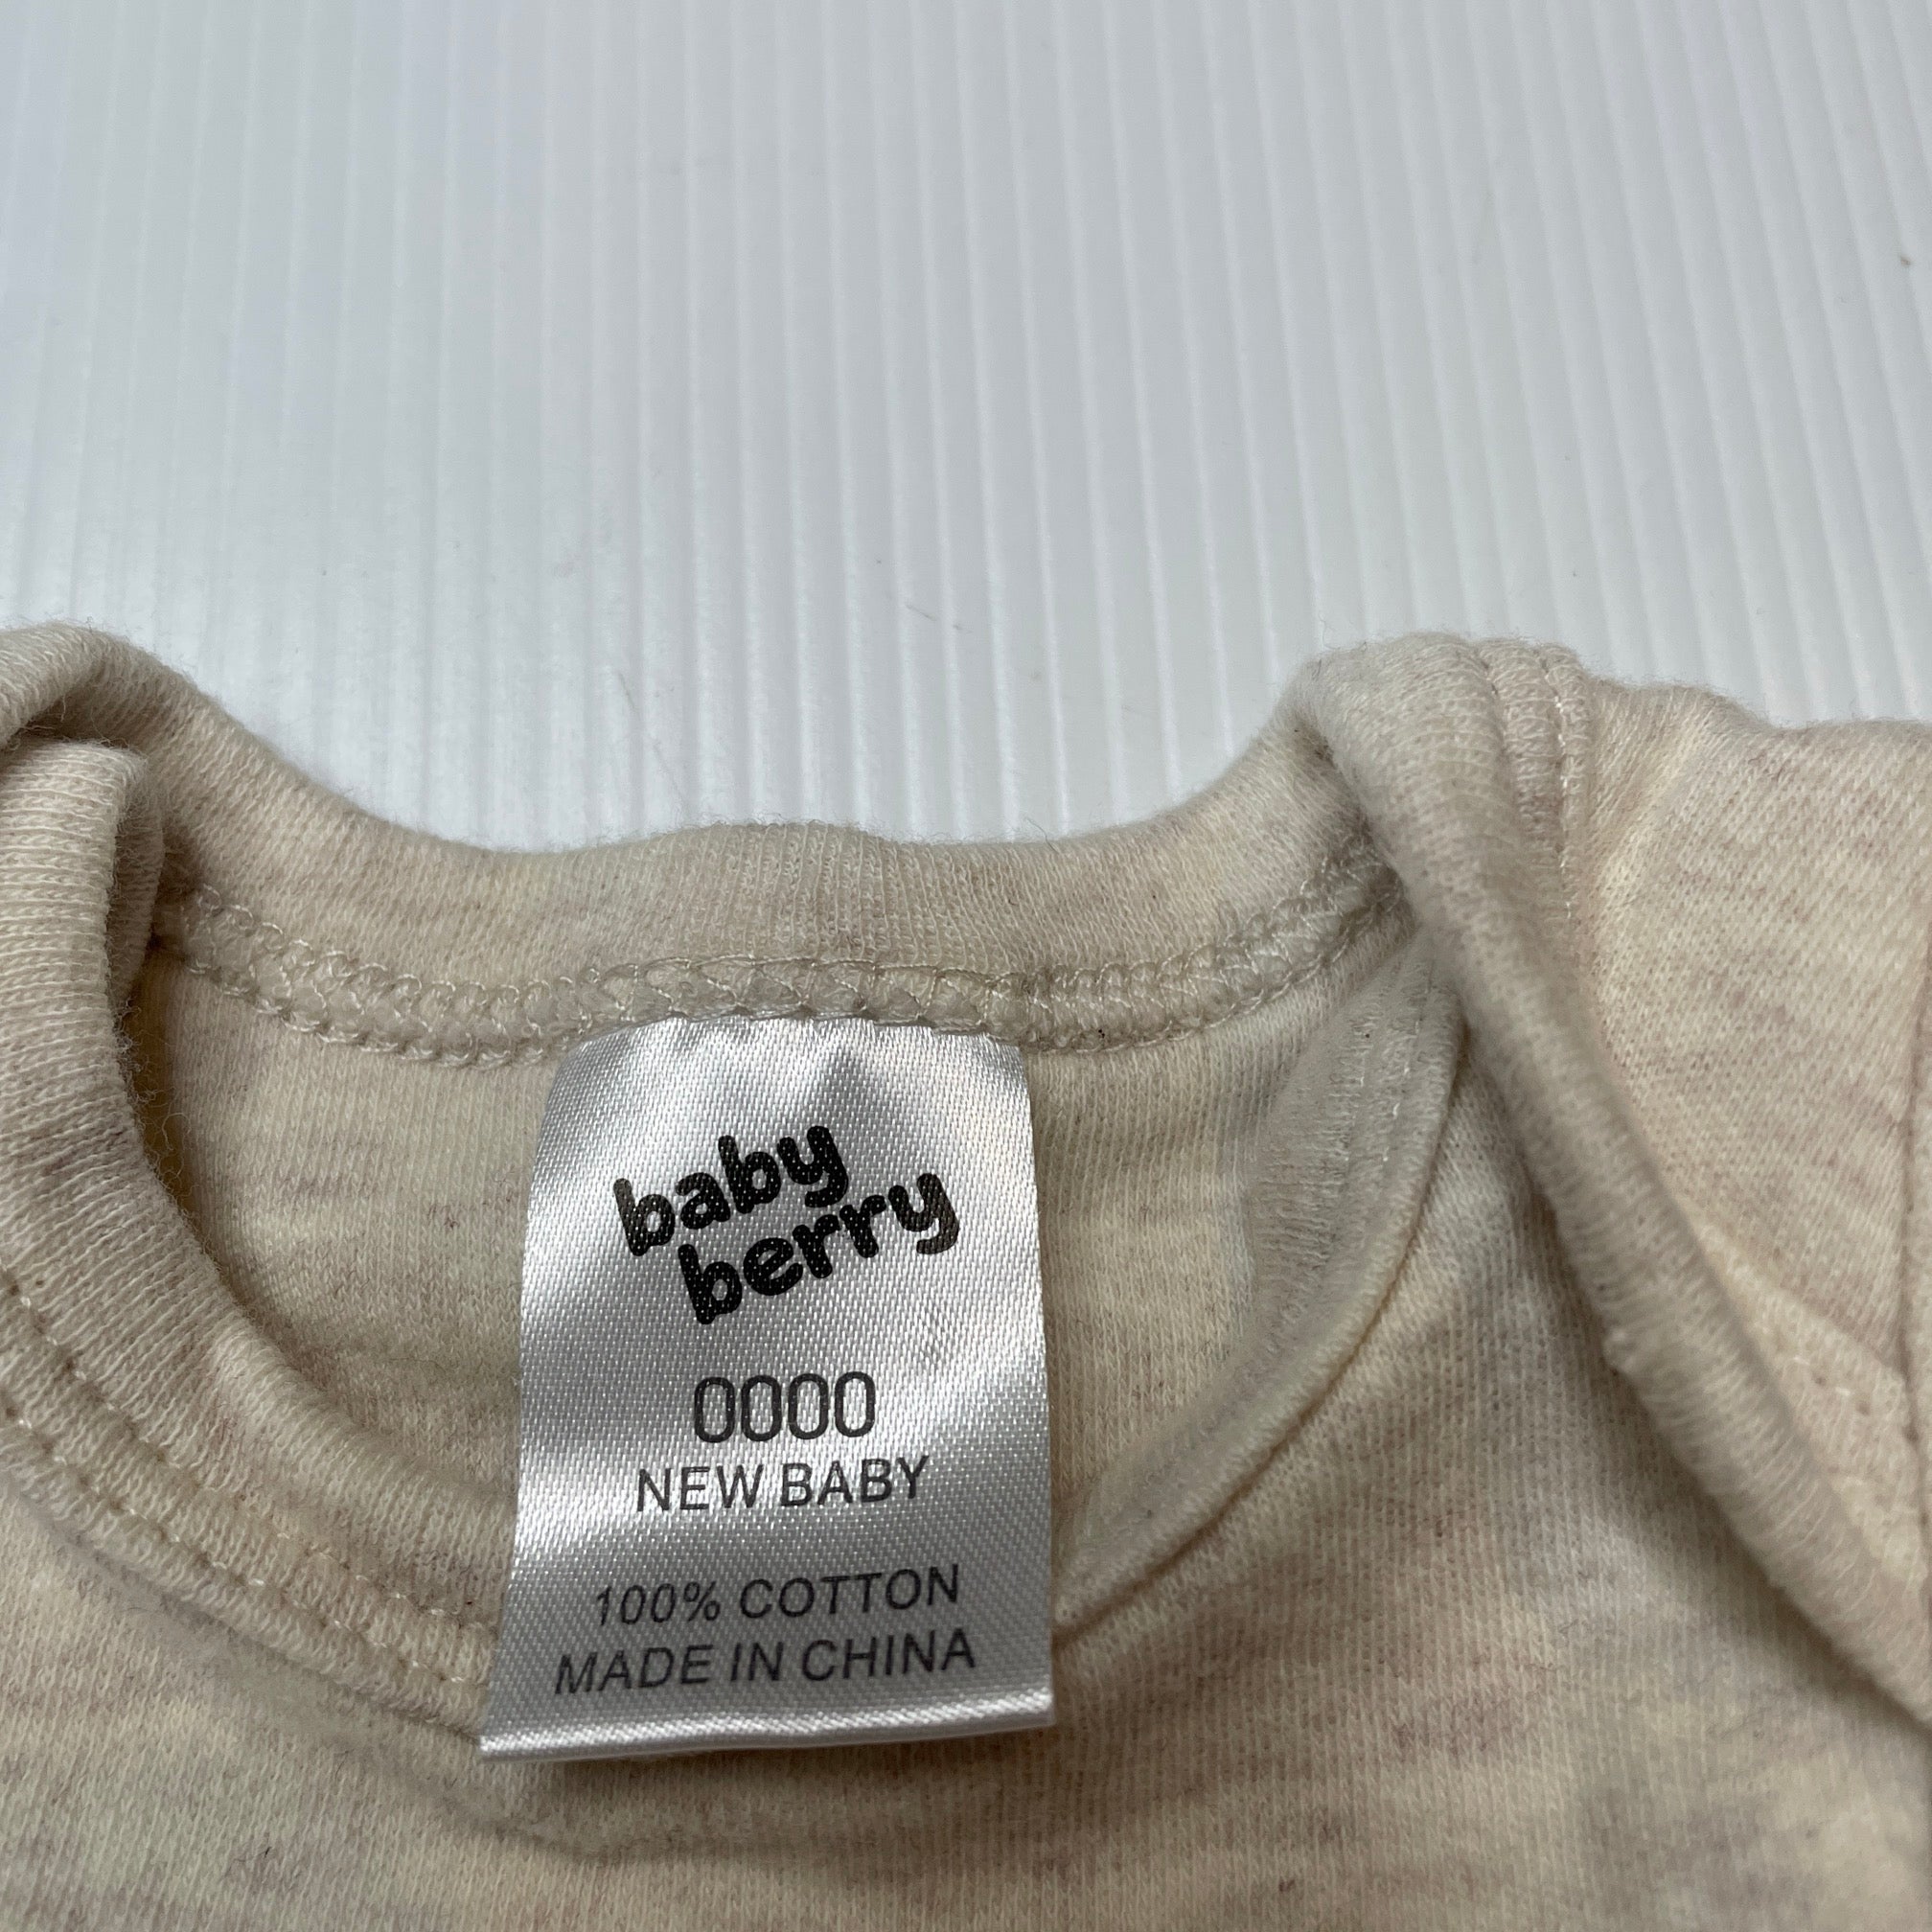 baby
berry
0000
NEW BABY
100% COTTON
MADE IN CHINA